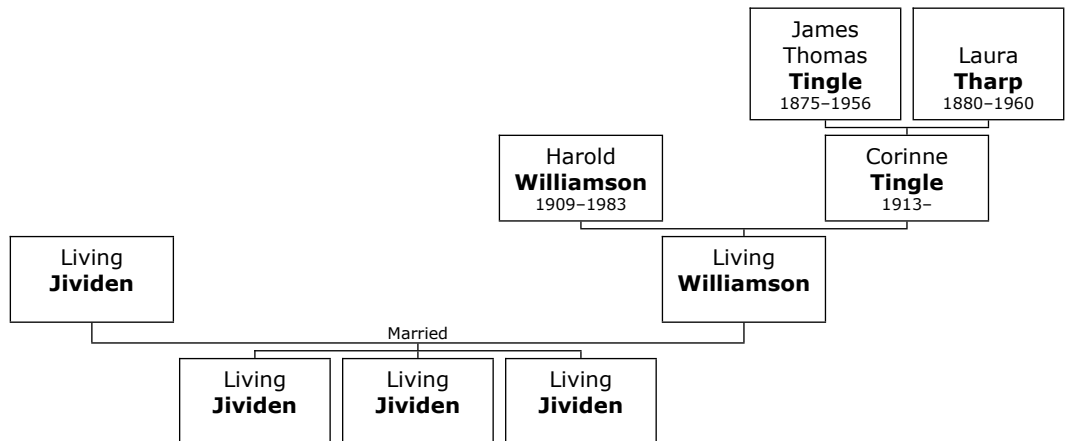 James
Thomas
Tingle
1875–1956
Laura
Tharp
1880–1960
Harold
Williamson
1909–1983
Corinne
Tingle
1913–
Living
Jividen
Living
Williamson
Married
Living
Jividen
Living
Jividen
Living
Jividen